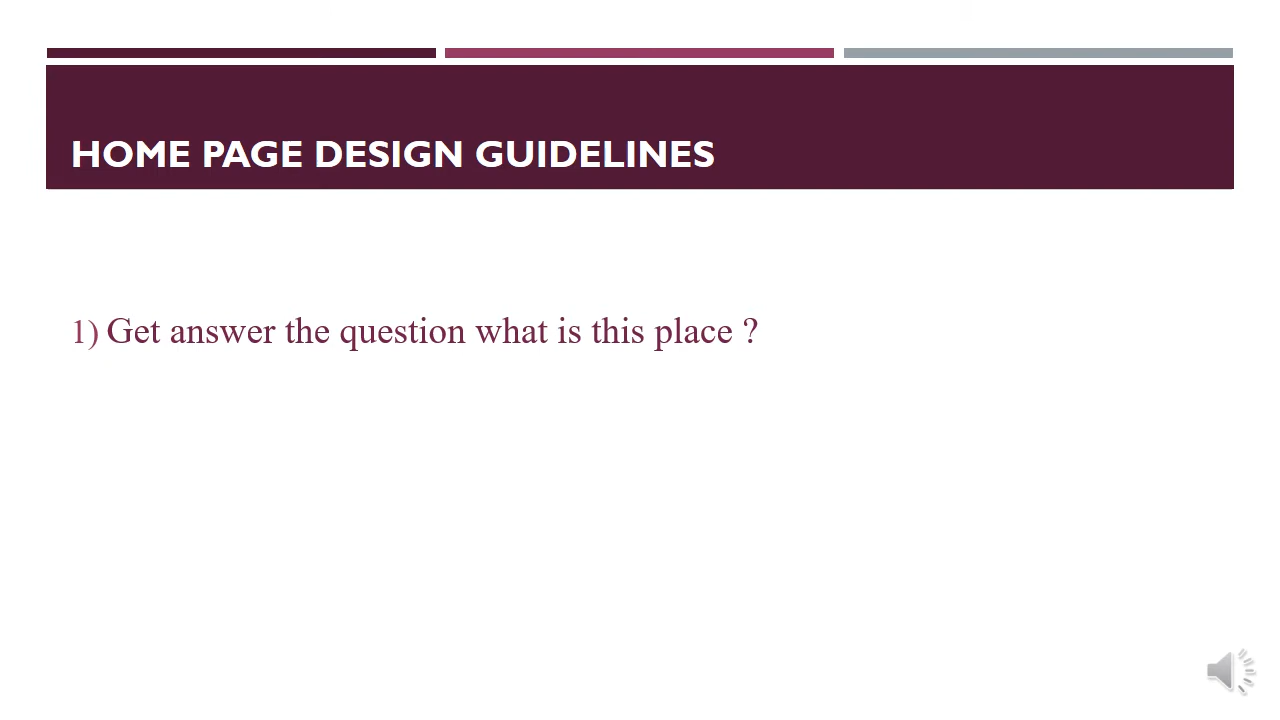 HOME PAGE DESIGN GUIDELINES
1) Get answer the question what is this place ?